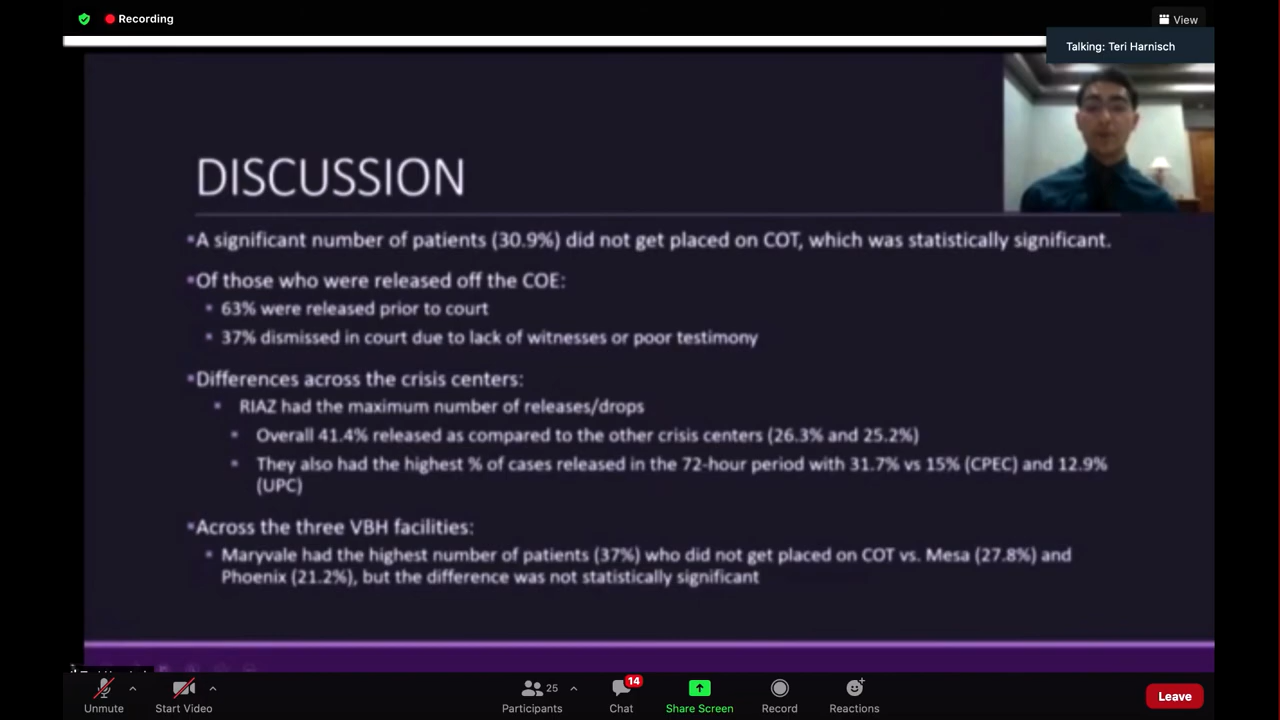 Recording
View
Talking: Teri Harnisch
DISCUSSION
▪A significant number of patients (30.9%) did not get placed on COT, which was statistically significant.
▪Of those who were released off the COE:
▪ 63% were released prior to court
▪ 37% dismissed in court due to lack of witnesses or poor testimony
▪Differences across the crisis centers:
▪ RIAZ had the maximum number of releases/drops
▪ Overall 41.4% released as compared to the other crisis centers (26.3% and 25.2%)
▪ They also had the highest % of cases released in the 72-hour period with 31.7% vs 15% (CPEC) and 12.9%
(UPC)
▪Across the three VBH facilities:
▪ Maryvale had the highest number of patients (37%) who did not get placed on COT vs. Mesa (27.8%) and
Phoenix (21.2%), but the difference was not statistically significant
Unmute
Start Video
25
Participants
14
Chat
Share Screen
Record
Reactions
Leave